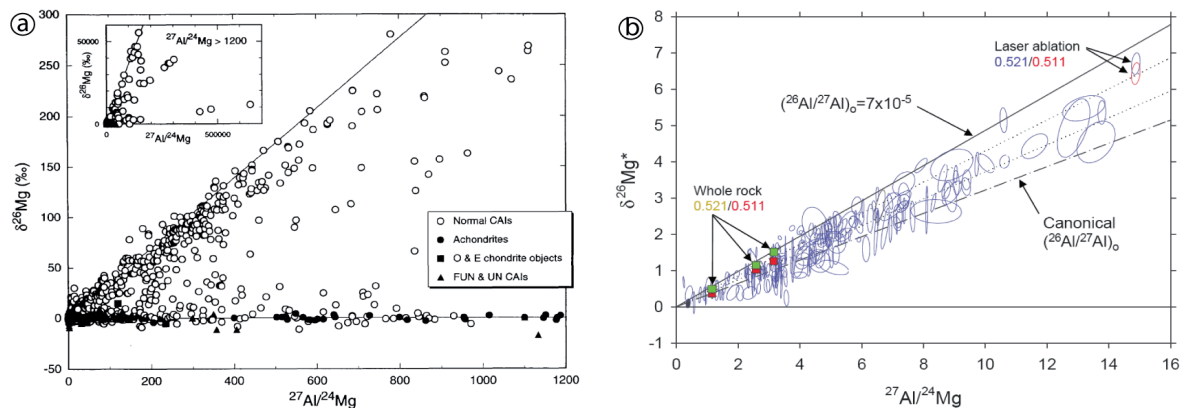 a
300
250
200
150
100
50
0
-50
δ²⁶Mg (‰)
0
200
400
600
800
1000
1200
²⁷Al/²⁴Mg
50000
0
δ²⁶Mg (‰)
²⁷Al/²⁴Mg > 1200
0
500000
²⁷Al/²⁴Mg
Normal CAIs
Achondrites
O & E chondrite objects
FUN & UN CAIs
b
8
7
6
5
4
3
2
1
0
-1
δ²⁶Mg*
0
2
4
6
8
10
12
14
16
²⁷Al/²⁴Mg
Laser ablation
0.521/0.511
(²⁶Al/²⁷Al)ₒ=7x10⁻⁵
Whole rock
0.521/0.511
Canonical
(²⁶Al/²⁷Al)ₒ